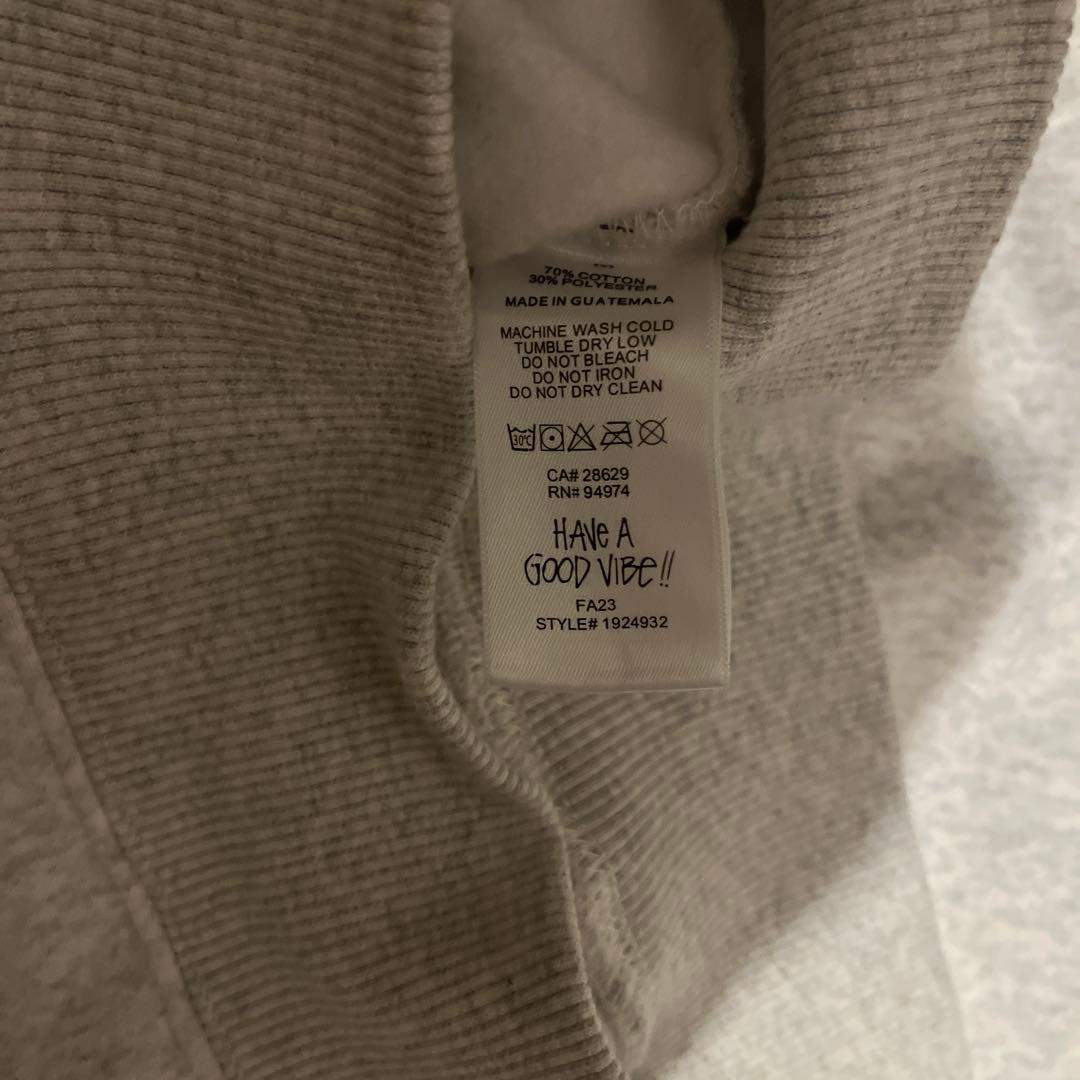 70% COTTON
30% POLYESTER
MADE IN GUATEMALA
MACHINE WASH COLD
TUMBLE DRY LOW
DO NOT BLEACH
DO NOT IRON
DO NOT DRY CLEAN
30°C
CA# 28629
RN# 94974
HAVE A
GOOD VIBE!!
FA23
STYLE# 1924932